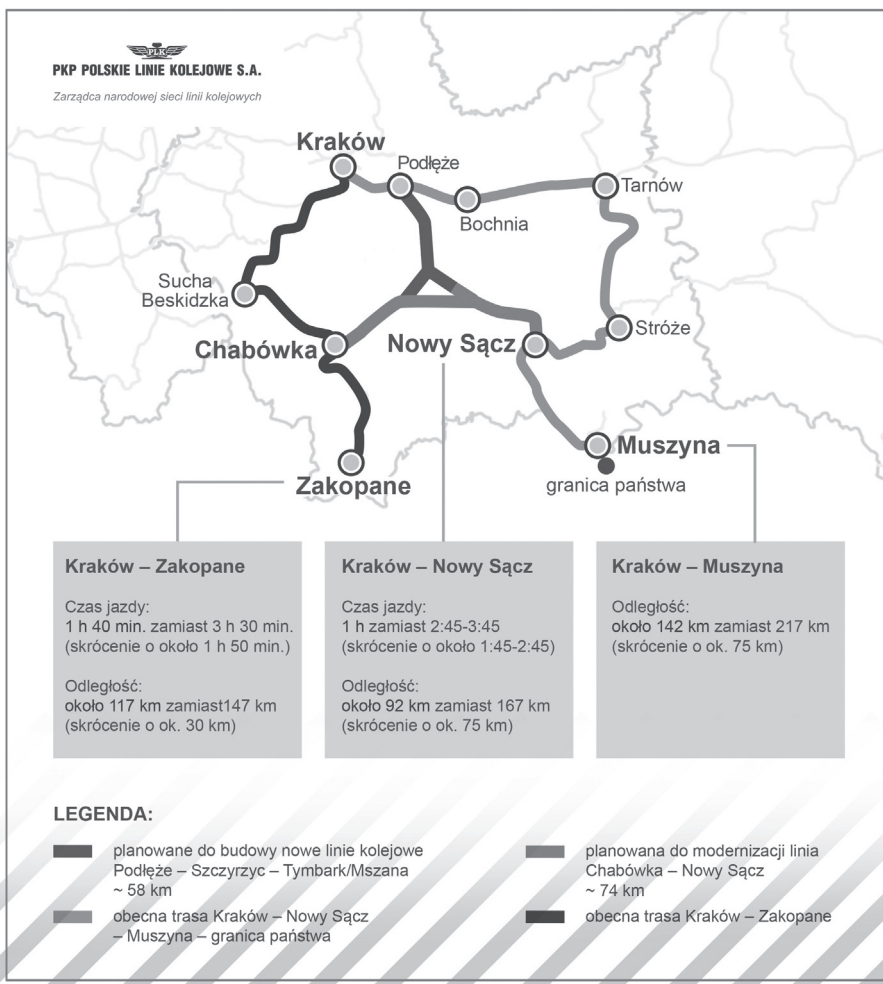 PLK
PKP POLSKIE LINIE KOLEJOWE S.A.
Zarządca narodowej sieci linii kolejowych
Kraków
Podłęże
Tarnów
Bochnia
Sucha
Beskidzka
Stróże
Chabówka
Nowy Sącz
Muszyna
Zakopane
granica państwa
Kraków – Zakopane
Czas jazdy:
1 h 40 min. zamiast 3 h 30 min.
(skrócenie o około 1 h 50 min.)
Odległość:
około 117 km zamiast147 km
(skrócenie o ok. 30 km)
Kraków – Nowy Sącz
Czas jazdy:
1 h zamiast 2:45-3:45
(skrócenie o około 1:45-2:45)
Odległość:
około 92 km zamiast 167 km
(skrócenie o ok. 75 km)
Kraków – Muszyna
Odległość:
około 142 km zamiast 217 km
(skrócenie o ok. 75 km)
LEGENDA:
planowane do budowy nowe linie kolejowe
Podłęże – Szczyrzyc – Tymbark/Mszana
~ 58 km
obecna trasa Kraków – Nowy Sącz
– Muszyna – granica państwa
planowana do modernizacji linia
Chabówka – Nowy Sącz
~ 74 km
obecna trasa Kraków – Zakopane